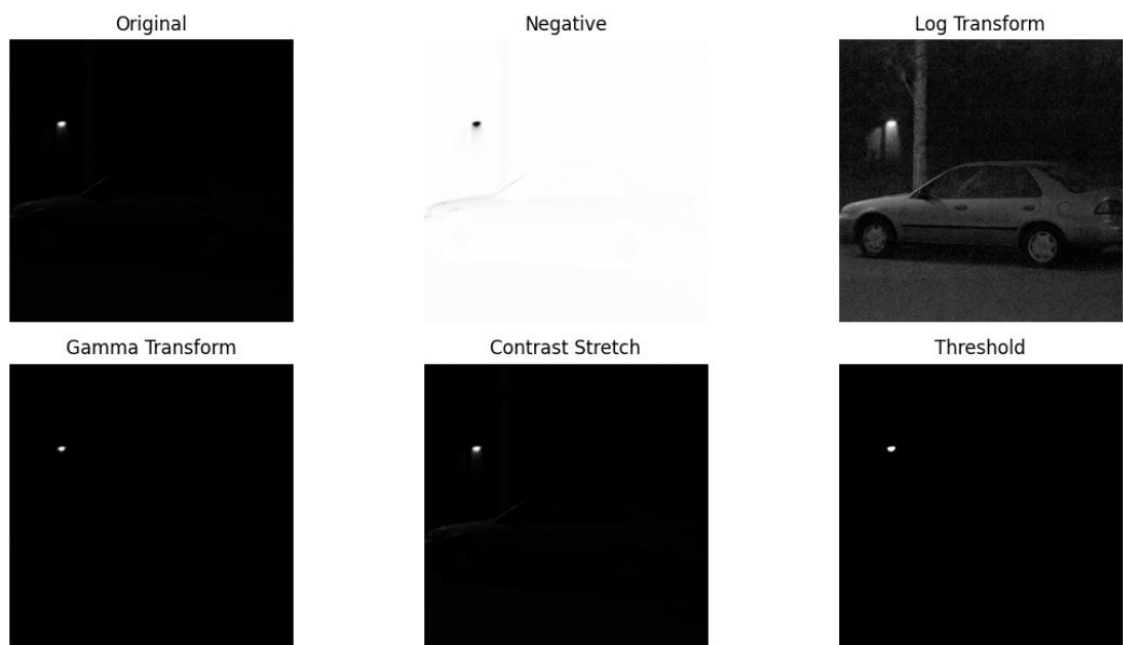 Original
Negative
Log Transform
Gamma Transform
Contrast Stretch
Threshold